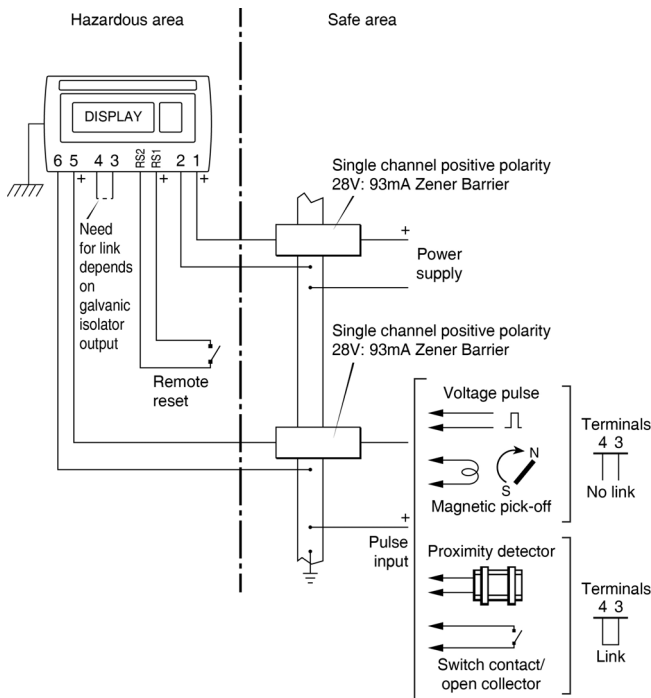 Hazardous area
Safe area
DISPLAY
6 5 4 3 RS2 RS1 2 1
+ + +
Need
for link
depends
on
galvanic
isolator
output
Remote
reset
Single channel positive polarity
28V: 93mA Zener Barrier
+
Power
supply
Single channel positive polarity
28V: 93mA Zener Barrier
+
Pulse
input
Voltage pulse
N
S
Magnetic pick-off
Terminals
4 3
No link
Proximity detector
Switch contact/
open collector
Terminals
4 3
Link